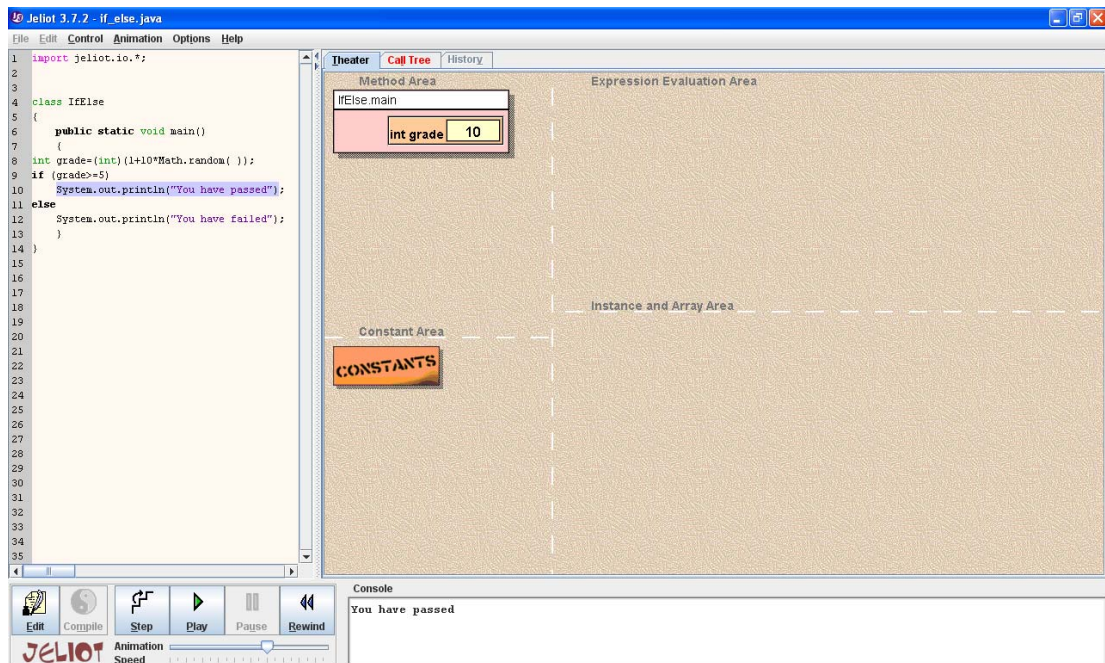 Jeliot 3.7.2 - if_else.java
File Edit Control Animation Options Help
1 import jeliot.io.*;
2
3
4 class IfElse
5 {
6 public static void main()
7 {
8 int grade=(int)(1+10*Math.random( ));
9 if (grade>=5)
10 System.out.println("You have passed");
11 else
12 System.out.println("You have failed");
13 }
14 }
15
16
17
18
19
20
21
22
23
24
25
26
27
28
29
30
31
32
33
34
35
Theater Call Tree History
Method Area
IfElse.main
int grade 10
Expression Evaluation Area
Constant Area
CONSTANTS
Instance and Array Area
Edit Compile Step Play Pause Rewind
JELIOT
Animation
Speed
Console
You have passed